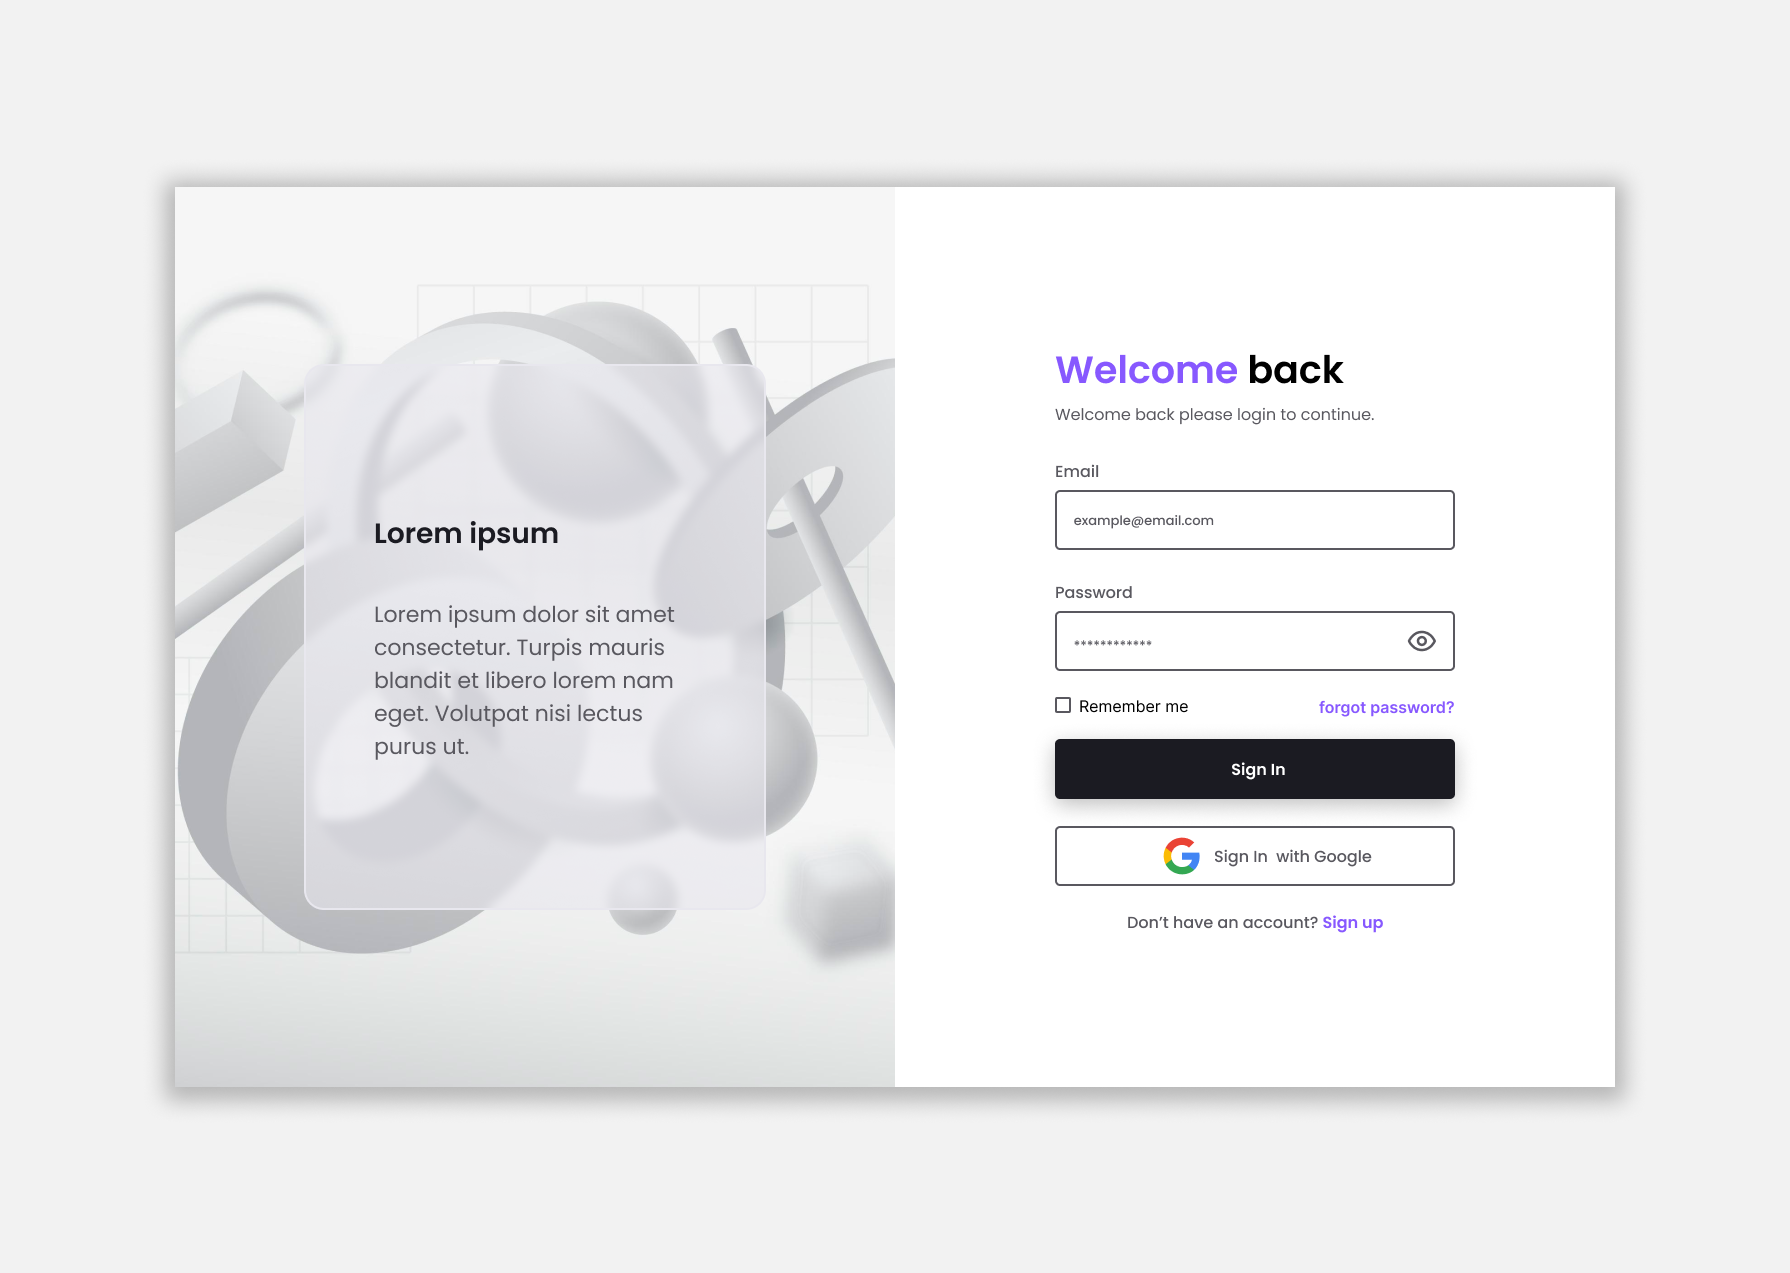 Lorem ipsum
Lorem ipsum dolor sit amet
consectetur. Turpis mauris
blandit et libero lorem nam
eget. Volutpat nisi lectus
purus ut.
Welcome back
Welcome back please login to continue.
Email
example@email.com
Password
************
Remember me
forgot password?
Sign In
Sign In  with Google
Don’t have an account? Sign up